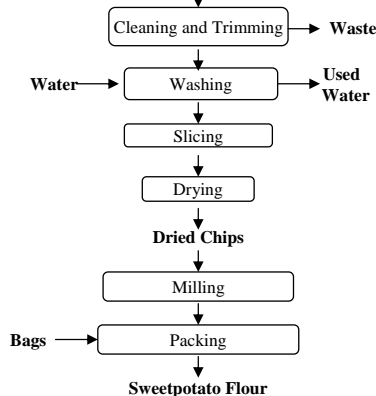 Cleaning and Trimming
Waste
Water
Washing
Used
Water
Slicing
Drying
Dried Chips
Milling
Bags
Packing
Sweetpotato Flour